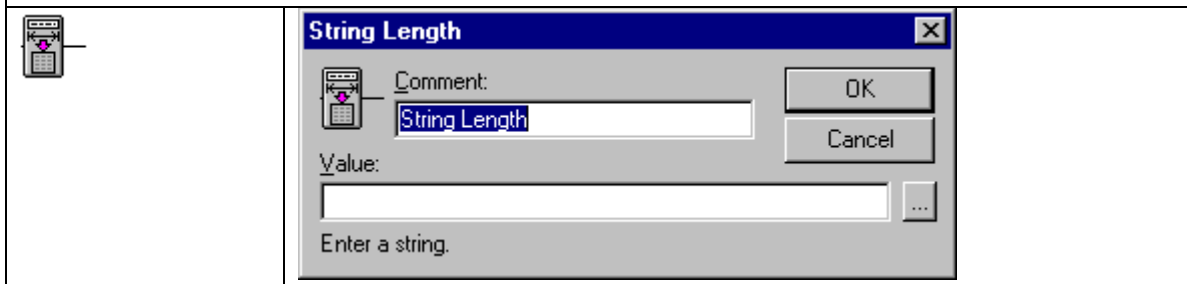 String Length
Comment:
OK
String Length
Cancel
Value:
...
Enter a string.